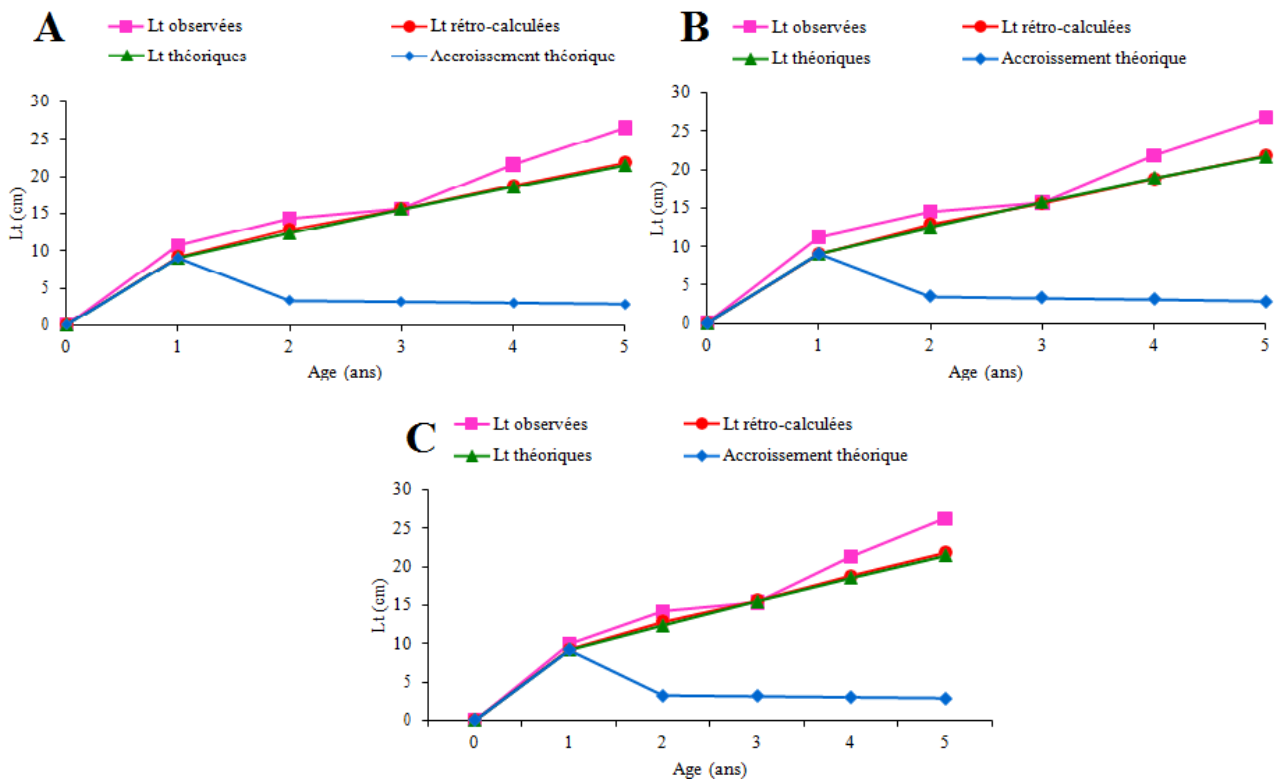 A
Lt observées
Lt rétro-calculées
Lt théoriques
Accroissement théorique
30
25
20
15
10
5
0
Lt (cm)
0 1 2 3 4 5
Age (ans)
B
Lt observées
Lt rétro-calculées
Lt théoriques
Accroissement théorique
30
25
20
15
10
5
0
Lt (cm)
0 1 2 3 4 5
Age (ans)
C
Lt observées
Lt rétro-calculées
Lt théoriques
Accroissement théorique
30
25
20
15
10
5
0
Lt (cm)
0 1 2 3 4 5
Age (ans)